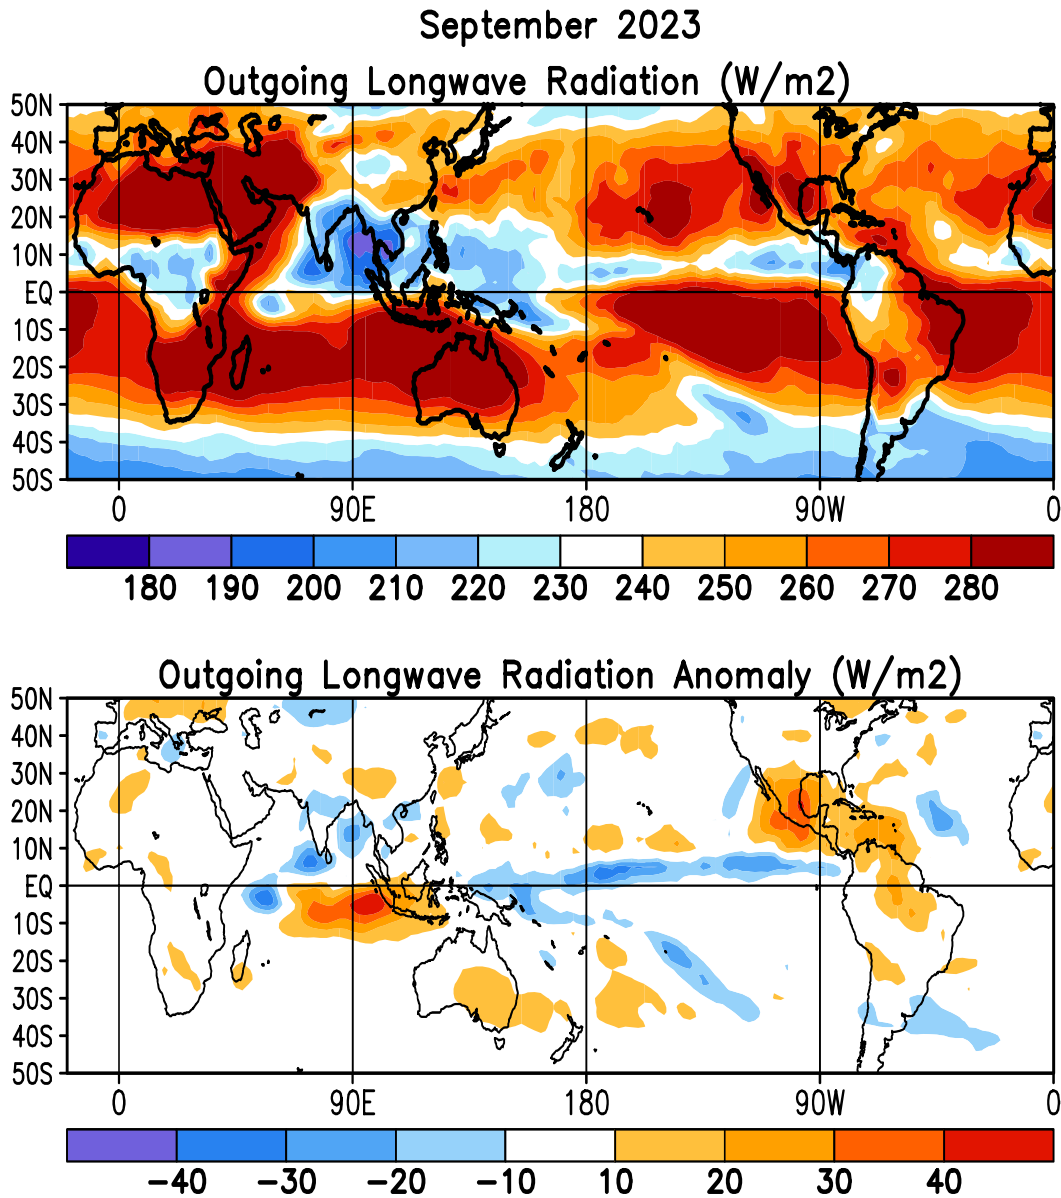 September 2023
Outgoing Longwave Radiation (W/m2)
50N
40N
30N
20N
10N
EQ
10S
20S
30S
40S
50S
0 90E 180 90W 0
180 190 200 210 220 230 240 250 260 270 280
Outgoing Longwave Radiation Anomaly (W/m2)
50N
40N
30N
20N
10N
EQ
10S
20S
30S
40S
50S
0 90E 180 90W 0
-40 -30 -20 -10 10 20 30 40